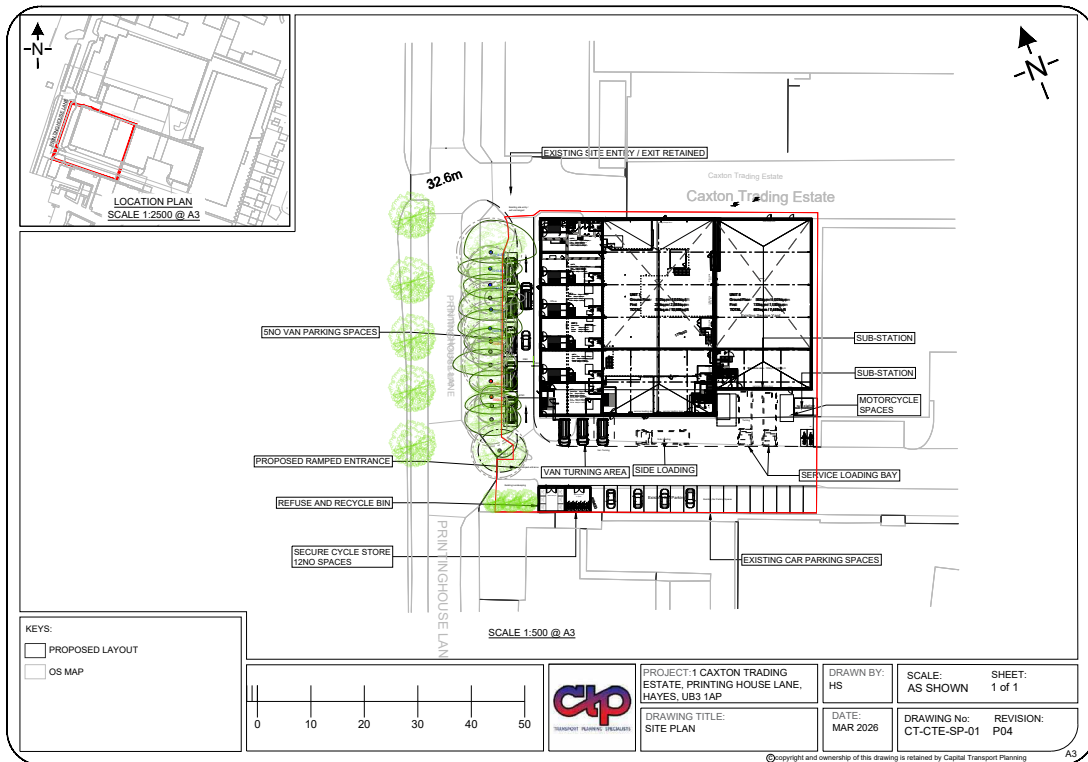 N
PRINTINGHOUSE LANE
LOCATION PLAN
SCALE 1:2500 @ A3
N
EXISTING SITE ENTRY / EXIT RETAINED
32.6m
Caxton Trading Estate
Caxton Trading Estate
5NO VAN PARKING SPACES
PRINTINGHOUSE LANE
SUB-STATION
SUB-STATION
MOTORCYCLE
SPACES
PROPOSED RAMPED ENTRANCE
VAN TURNING AREA
SIDE LOADING
SERVICE LOADING BAY
REFUSE AND RECYCLE BIN
SECURE CYCLE STORE
12NO SPACES
EXISTING CAR PARKING SPACES
PRINTINGHOUSE LAN
SCALE 1:500 @ A3
KEYS:
PROPOSED LAYOUT
OS MAP
0 10 20 30 40 50
ctp
TRANSPORT PLANNING SPECIALISTS
PROJECT:1 CAXTON TRADING
ESTATE, PRINTING HOUSE LANE,
HAYES, UB3 1AP
DRAWING TITLE:
SITE PLAN
DRAWN BY:
HS
DATE:
MAR 2026
SCALE:
AS SHOWN
SHEET:
1 of 1
DRAWING No:
CT-CTE-SP-01
REVISION:
P04
©copyright and ownership of this drawing is retained by Capital Transport Planning
A3